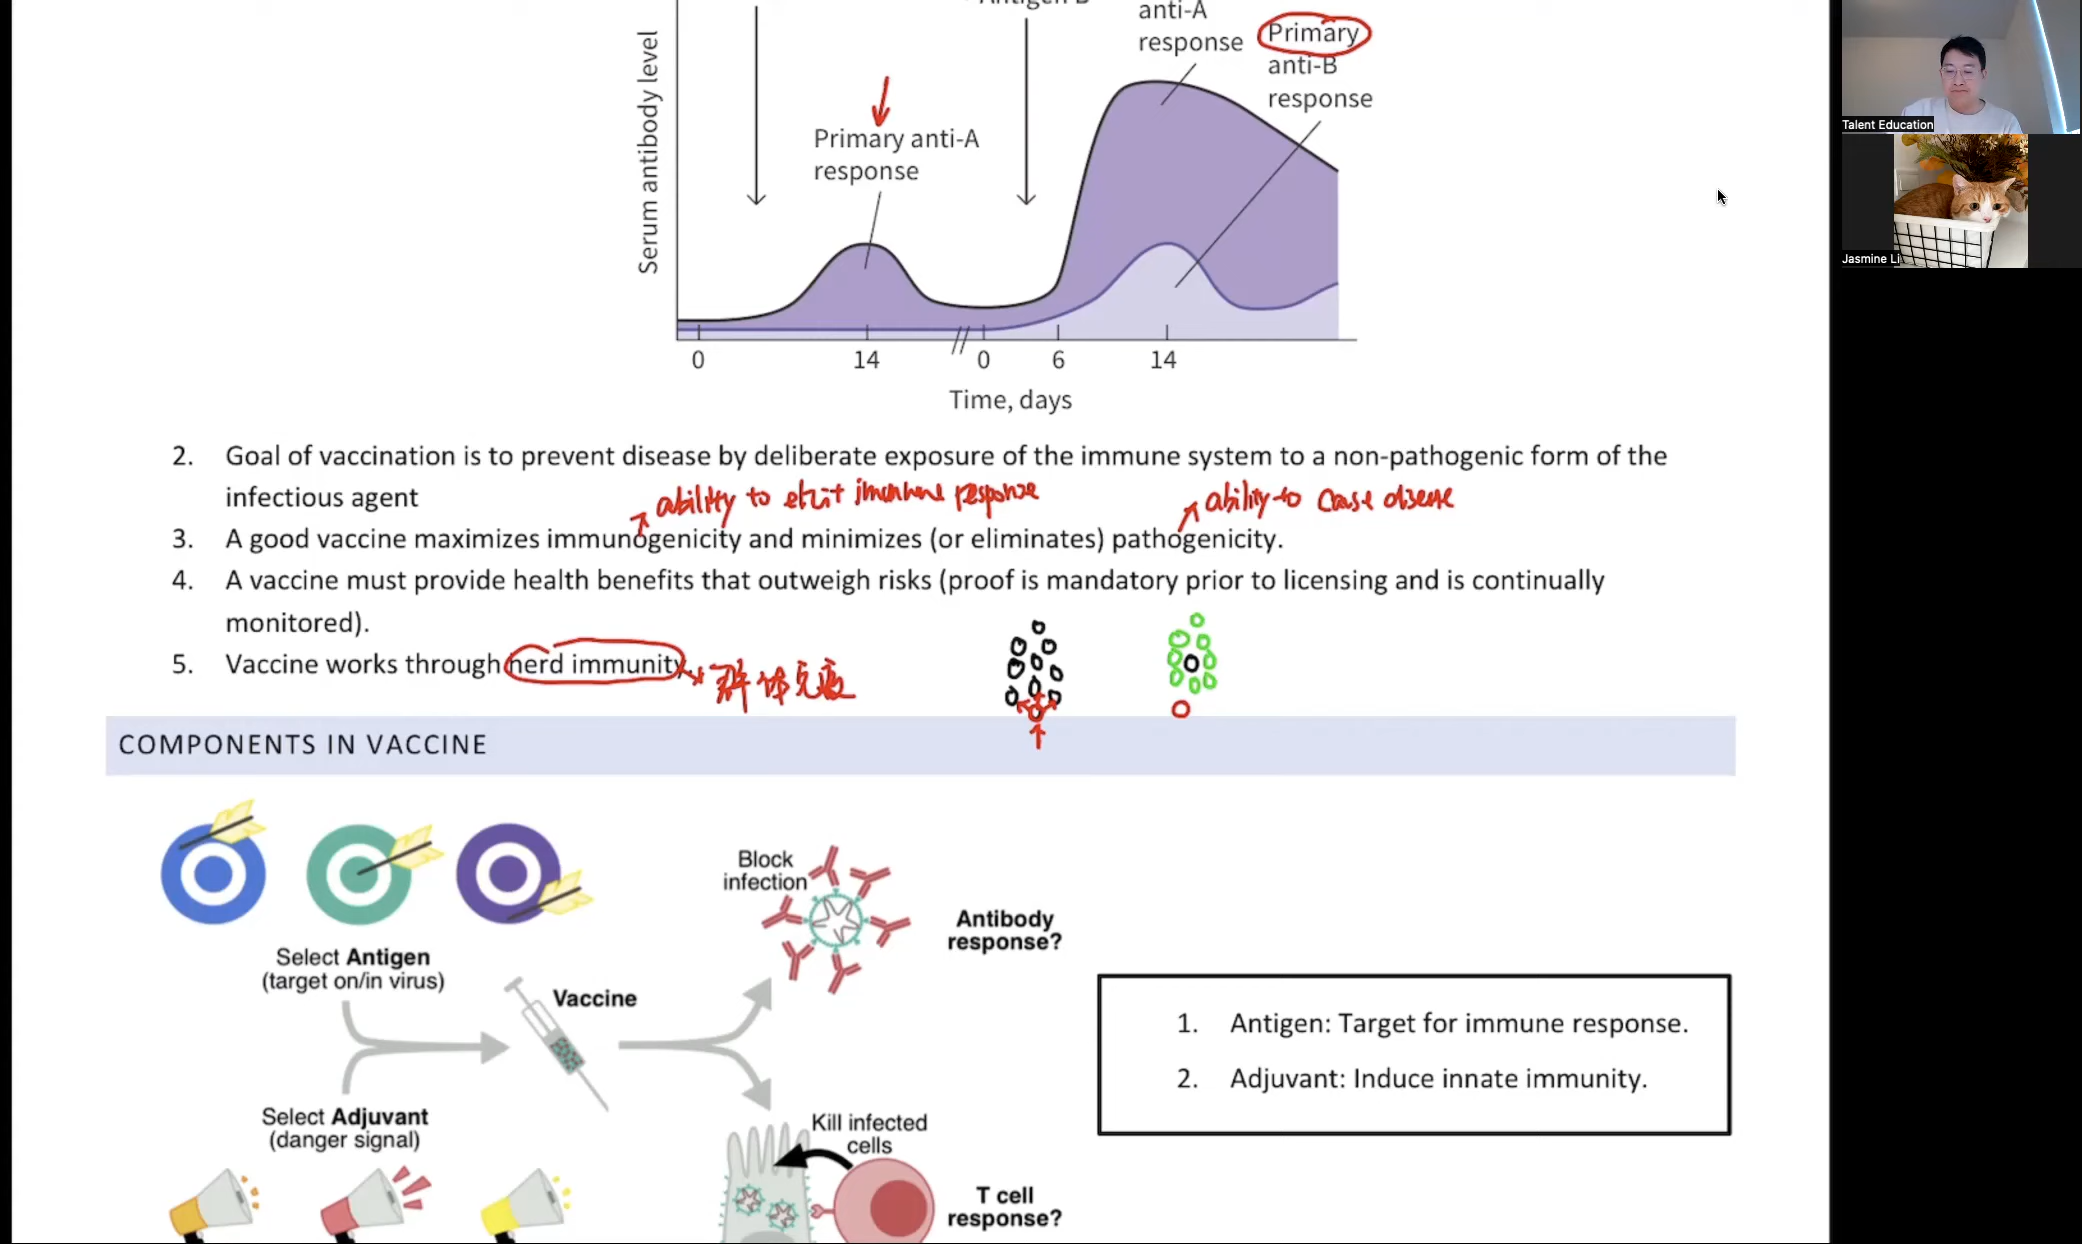 anti-A
response
Primary
anti-B
response
Serum antibody level
Primary anti-A
response
0
14
0
6
14
Time, days
2. Goal of vaccination is to prevent disease by deliberate exposure of the immune system to a non-pathogenic form of the
infectious agent
ability to elicit immune response
ability to cause disease
3. A good vaccine maximizes immunogenicity and minimizes (or eliminates) pathogenicity.
4. A vaccine must provide health benefits that outweigh risks (proof is mandatory prior to licensing and is continually
monitored).
5. Vaccine works through herd immunity.
群体免疫
COMPONENTS IN VACCINE
Block
infection
Antibody
response?
Select Antigen
(target on/in virus)
Vaccine
1. Antigen: Target for immune response.
2. Adjuvant: Induce innate immunity.
Select Adjuvant
(danger signal)
Kill infected
cells
T cell
response?
Talent Education
Jasmine Li